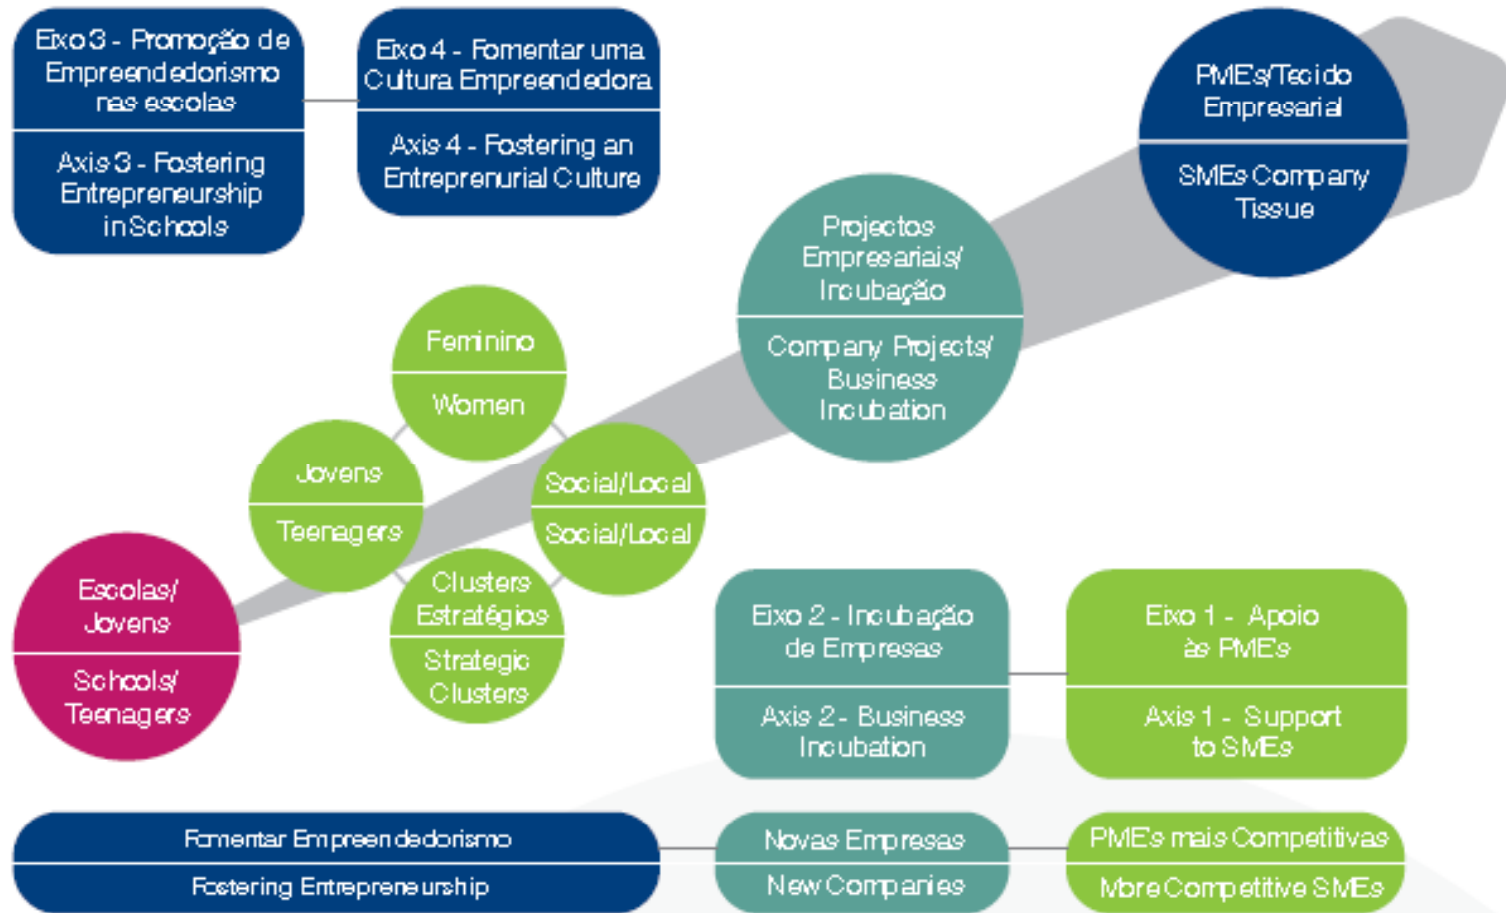 Eixo 3 - Promoção de
Empreendedorismo
nas escolas
Axis 3 - Fostering
Entrepreneurship
in Schools
Eixo 4 - Fomentar uma
Cultura Empreendedora
Axis 4 - Fostering an
Entreprenurial Culture
PMEs/Tecido
Empresarial
SMEs Company
Tissue
Projectos
Empresariais/
Incubação
Company Projects/
Business
Incubation
Feminino
Women
Jovens
Teenagers
Social/Local
Social/Local
Clusters
Estratégios
Strategic
Clusters
Escolas/
Jovens
Schools/
Teenagers
Eixo 2 - Incubação
de Empresas
Axis 2 - Business
Incubation
Eixo 1 - Apoio
às PMEs
Axis 1 - Support
to SMEs
Fomentar Empreendedorismo
Fostering Entrepreneurship
Novas Empresas
New Companies
PMEs mais Competitivas
More Competitive SMEs